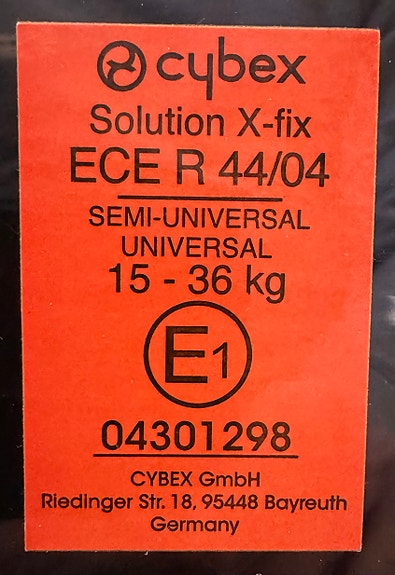 cybex
Solution X-fix
ECE R 44/04
SEMI-UNIVERSAL
UNIVERSAL
15 - 36 kg
E1
04301298
CYBEX GmbH
Riedinger Str. 18, 95448 Bayreuth
Germany